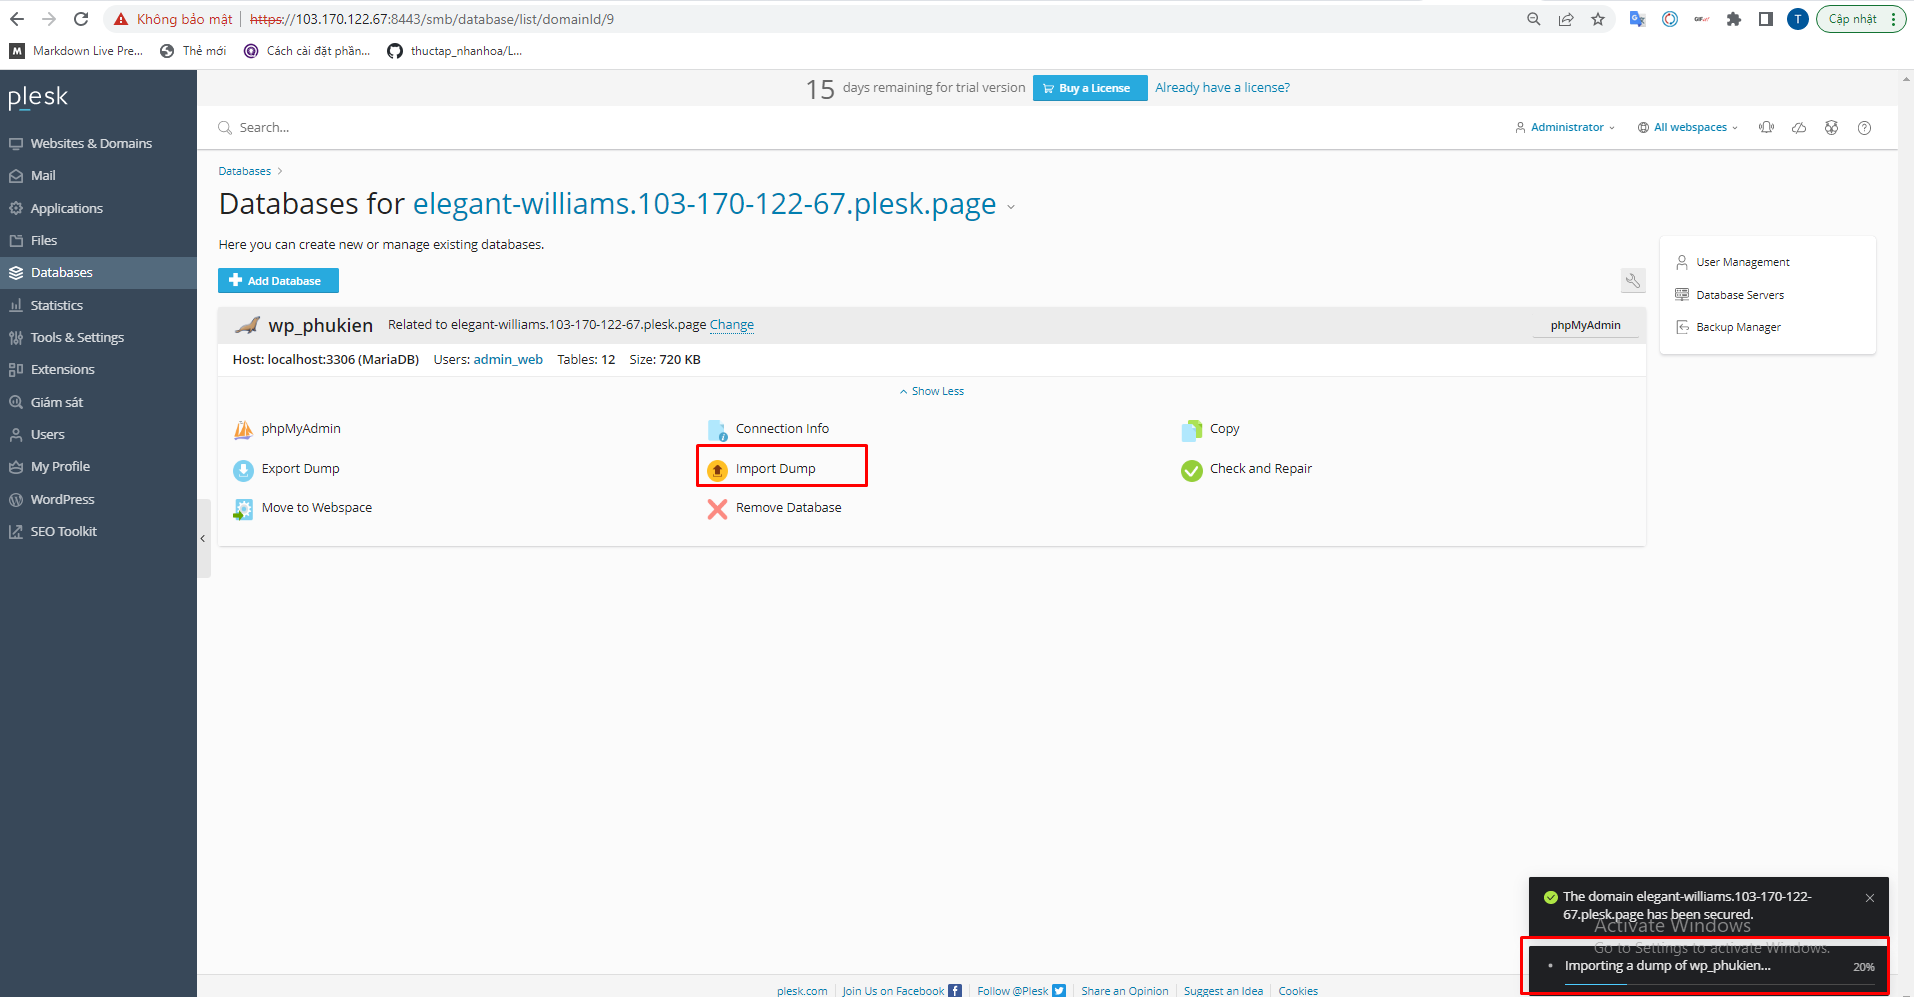 Không bảo mật
https://103.170.122.67:8443/smb/database/list/domainId/9
T
Cập nhật
M Markdown Live Pre...
Thẻ mới
Cách cài đặt phần...
thuctap_nhanhoa/L...
plesk
15 days remaining for trial version Buy a License Already have a license?
Search...
Administrator
All webspaces
Websites & Domains
Mail
Applications
Files
Databases
Statistics
Tools & Settings
Extensions
Giám sát
Users
My Profile
WordPress
SEO Toolkit
Databases
Databases for elegant-williams.103-170-122-67.plesk.page
Here you can create new or manage existing databases.
Add Database
wp_phukien Related to elegant-williams.103-170-122-67.plesk.page Change
phpMyAdmin
Host: localhost:3306 (MariaDB) Users: admin_web Tables: 12 Size: 720 KB
Show Less
phpMyAdmin
Connection Info
Copy
Export Dump
Import Dump
Check and Repair
Move to Webspace
Remove Database
User Management
Database Servers
Backup Manager
The domain elegant-williams.103-170-122-
67.plesk.page has been secured.
Activate Windows
Go to Settings to activate Windows.
Importing a dump of wp_phukien...
20%
plesk.com
Join Us on Facebook
Follow @Plesk
Share an Opinion
Suggest an Idea
Cookies